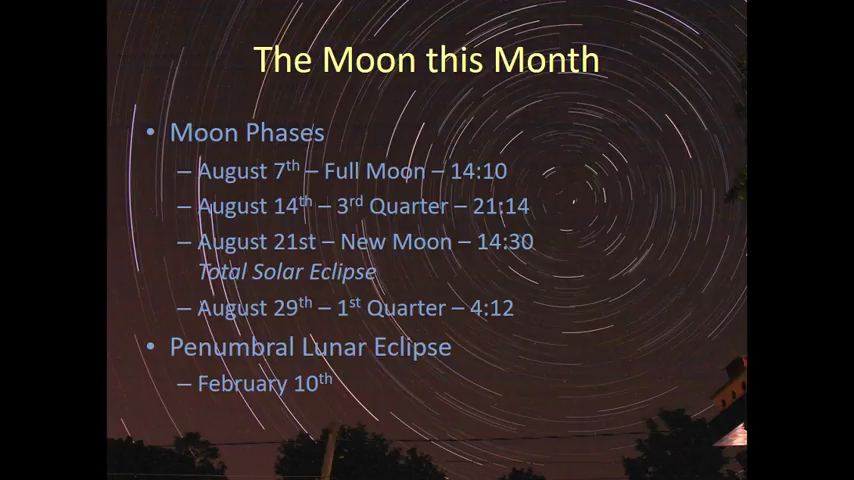 The Moon this Month
• Moon Phases
– August 7th – Full Moon – 14:10
– August 14th – 3rd Quarter – 21:14
– August 21st – New Moon – 14:30
Total Solar Eclipse
– August 29th – 1st Quarter – 4:12
• Penumbral Lunar Eclipse
– February 10th